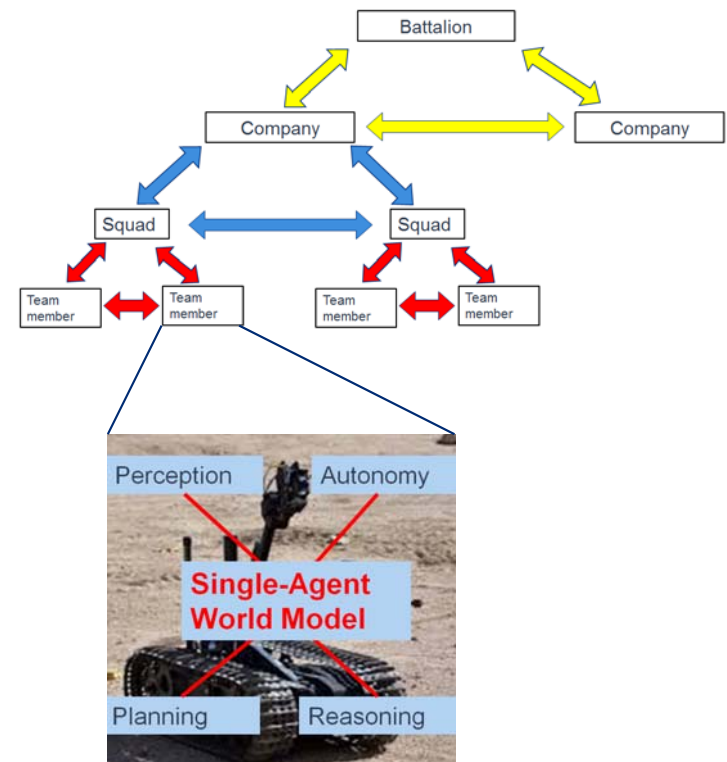 Battalion
Company
Company
Squad
Squad
Team
member
Team
member
Team
member
Team
member
Perception
Autonomy
Single-Agent
World Model
Planning
Reasoning